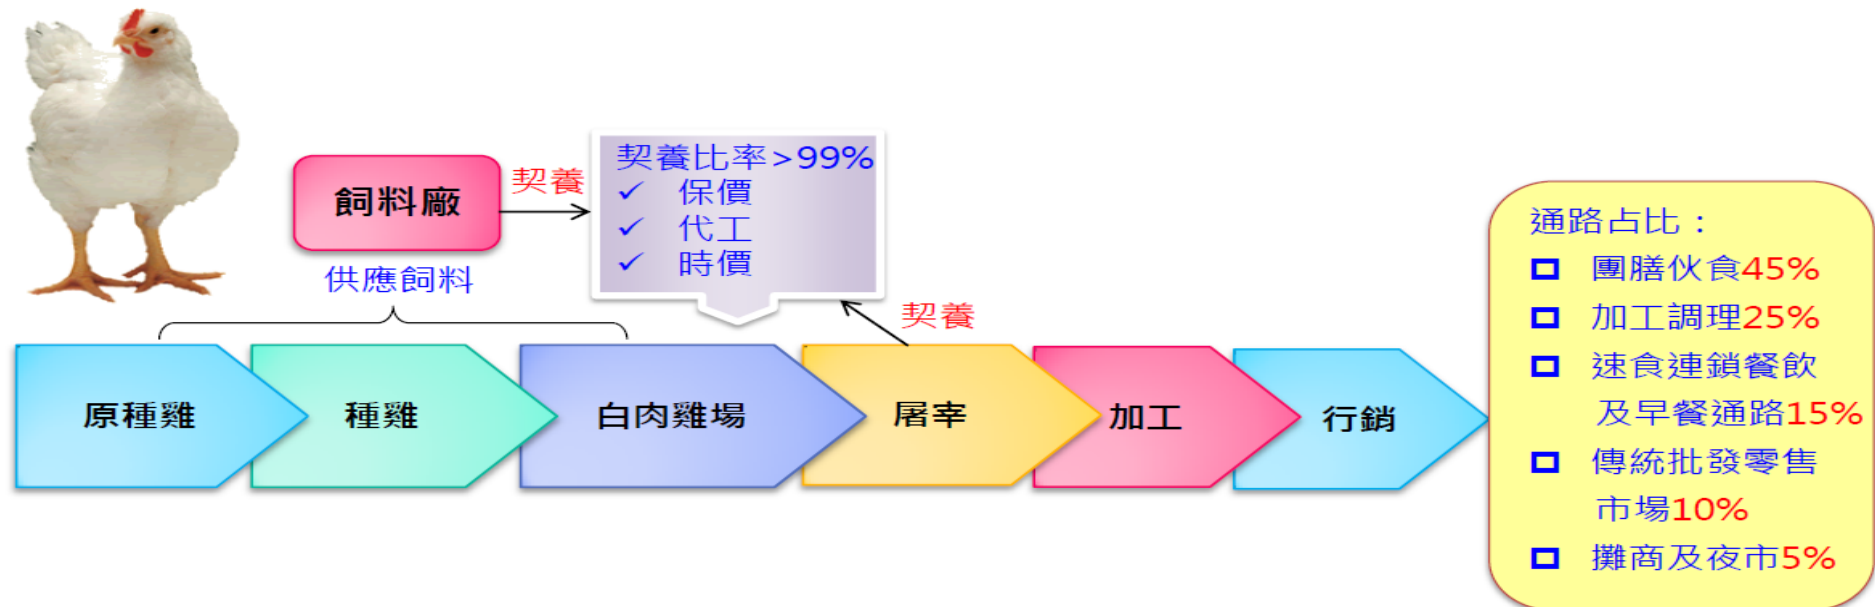 飼料廠
契養
契養比率>99%
✓ 保價
✓ 代工
✓ 時價
供應飼料
契養
原種雞
種雞
白肉雞場
屠宰
加工
行銷
通路占比：
團膳伙食45%
加工調理25%
速食連鎖餐飲
及早餐通路15%
傳統批發零售
市場10%
攤商及夜市5%